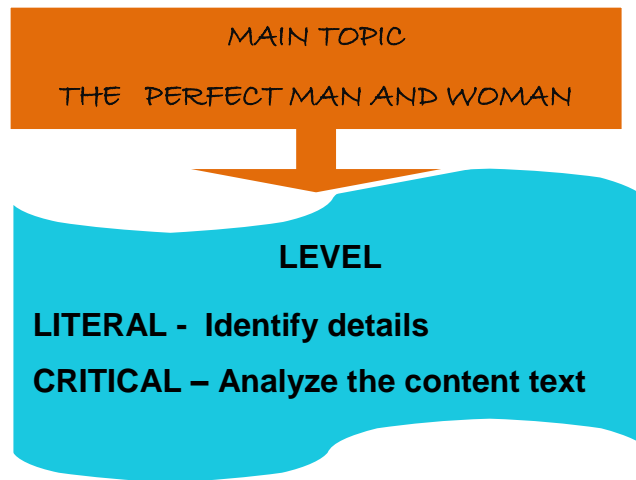 MAIN TOPIC
THE PERFECT MAN AND WOMAN
LEVEL
LITERAL - Identify details
CRITICAL – Analyze the content text